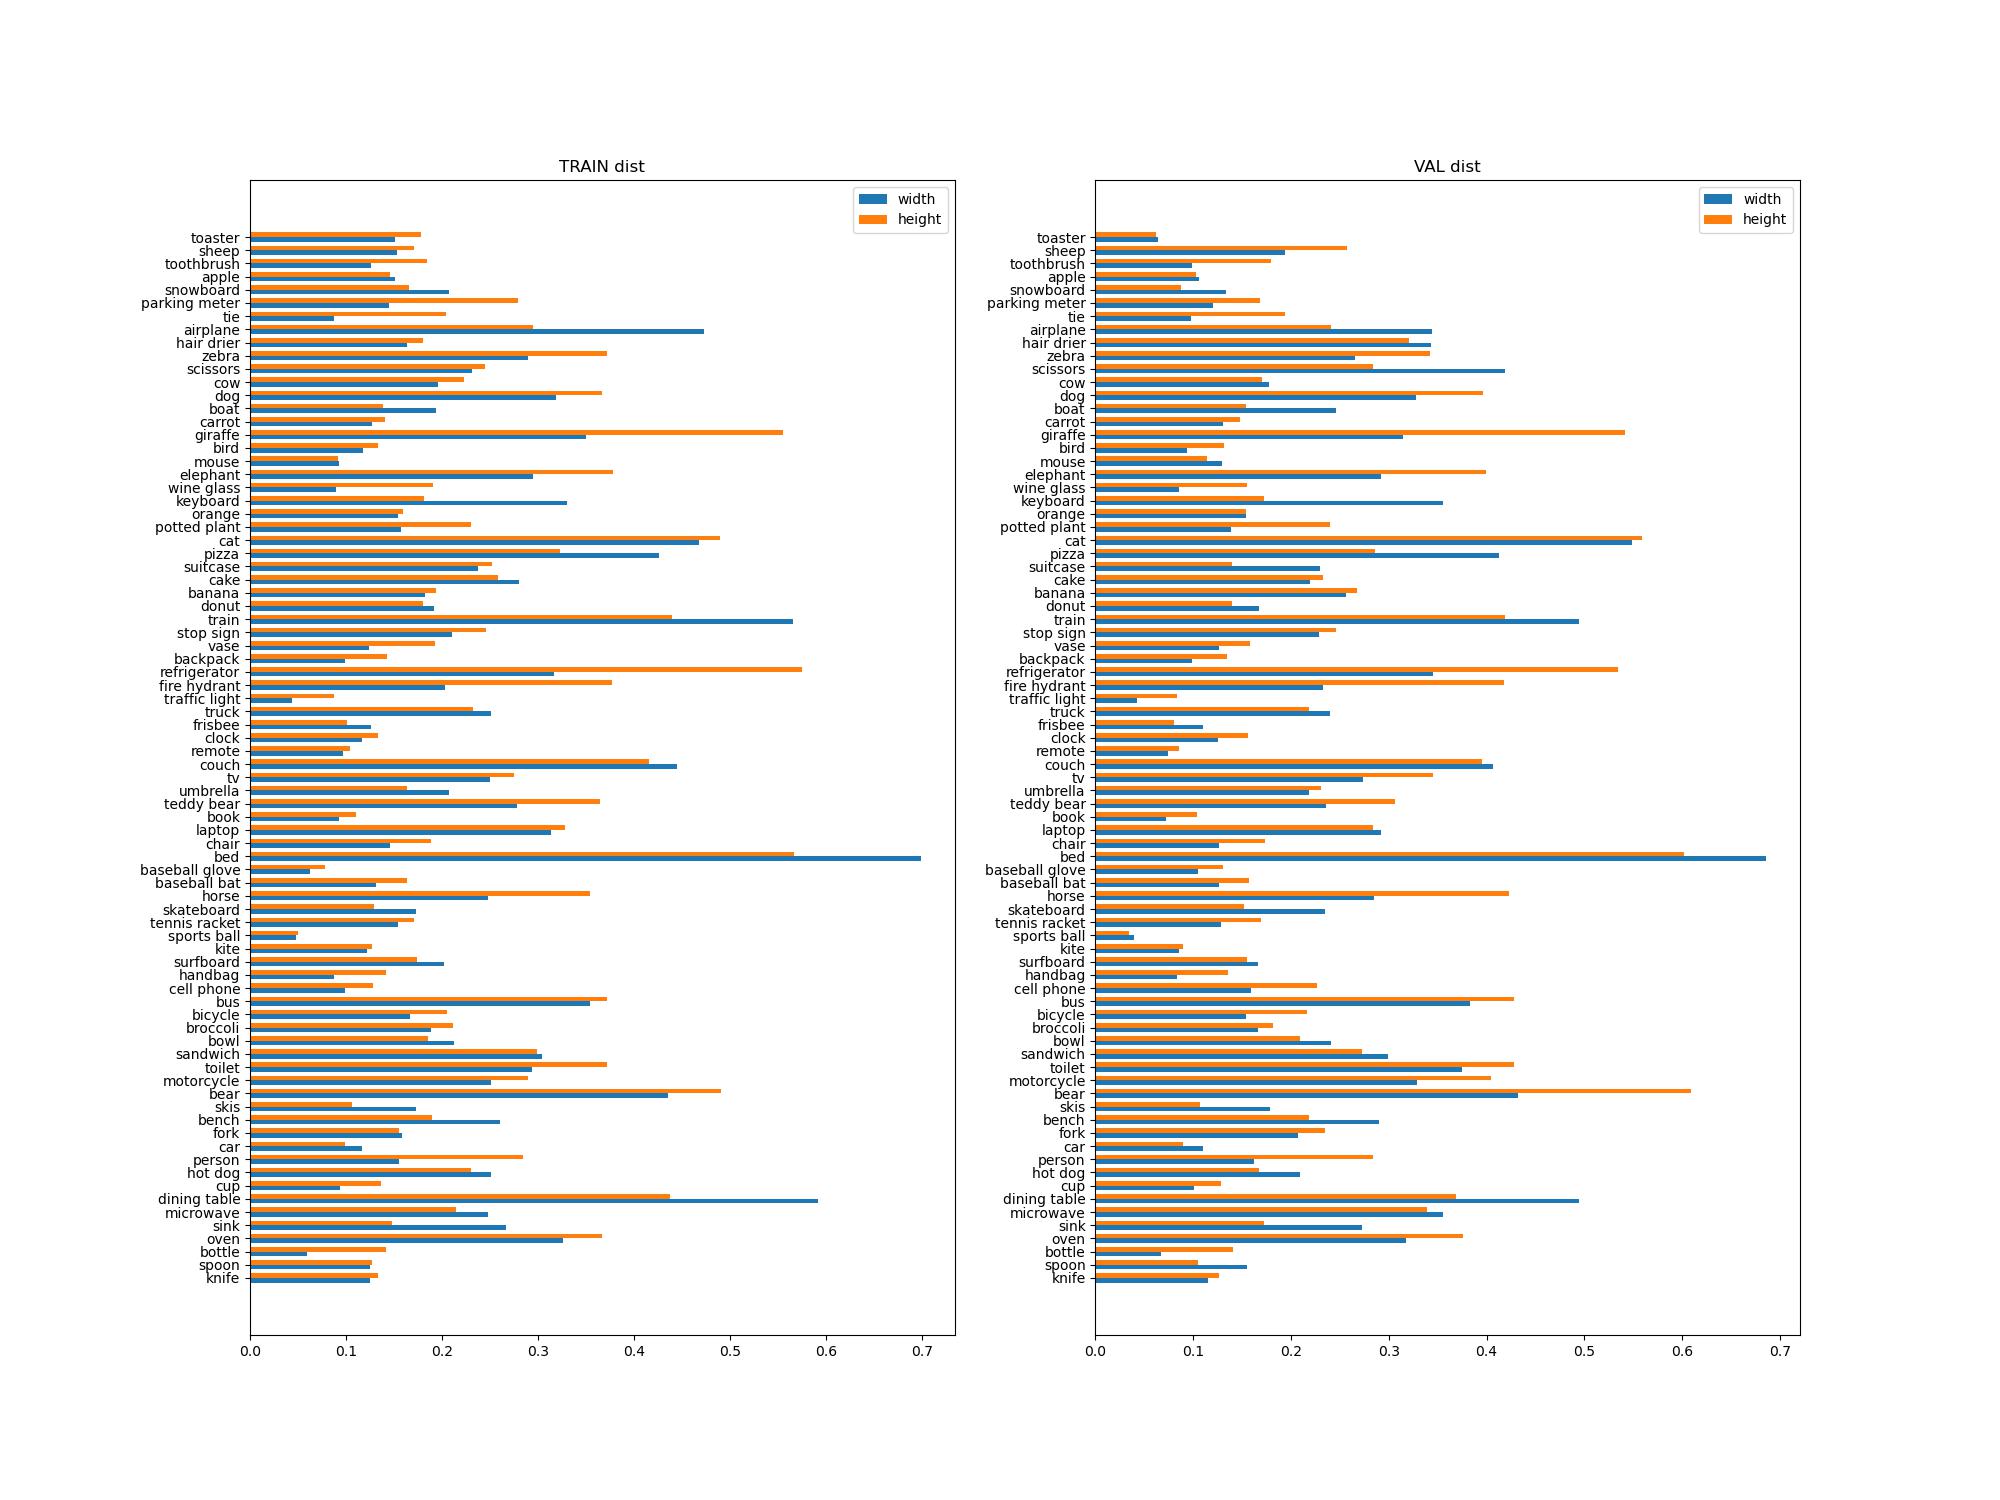 TRAIN dist
width
height
toaster
sheep
toothbrush
apple
snowboard
parking meter
tie
airplane
hair drier
zebra
scissors
cow
dog
boat
carrot
giraffe
bird
mouse
elephant
wine glass
keyboard
orange
potted plant
cat
pizza
suitcase
cake
banana
donut
train
stop sign
vase
backpack
refrigerator
fire hydrant
traffic light
truck
frisbee
clock
remote
couch
tv
umbrella
teddy bear
book
laptop
chair
bed
baseball glove
baseball bat
horse
skateboard
tennis racket
sports ball
kite
surfboard
handbag
cell phone
bus
bicycle
broccoli
bowl
sandwich
toilet
motorcycle
bear
skis
bench
fork
car
person
hot dog
cup
dining table
microwave
sink
oven
bottle
spoon
knife
0.0 0.1 0.2 0.3 0.4 0.5 0.6 0.7
VAL dist
width
height
toaster
sheep
toothbrush
apple
snowboard
parking meter
tie
airplane
hair drier
zebra
scissors
cow
dog
boat
carrot
giraffe
bird
mouse
elephant
wine glass
keyboard
orange
potted plant
cat
pizza
suitcase
cake
banana
donut
train
stop sign
vase
backpack
refrigerator
fire hydrant
traffic light
truck
frisbee
clock
remote
couch
tv
umbrella
teddy bear
book
laptop
chair
bed
baseball glove
baseball bat
horse
skateboard
tennis racket
sports ball
kite
surfboard
handbag
cell phone
bus
bicycle
broccoli
bowl
sandwich
toilet
motorcycle
bear
skis
bench
fork
car
person
hot dog
cup
dining table
microwave
sink
oven
bottle
spoon
knife
0.0 0.1 0.2 0.3 0.4 0.5 0.6 0.7